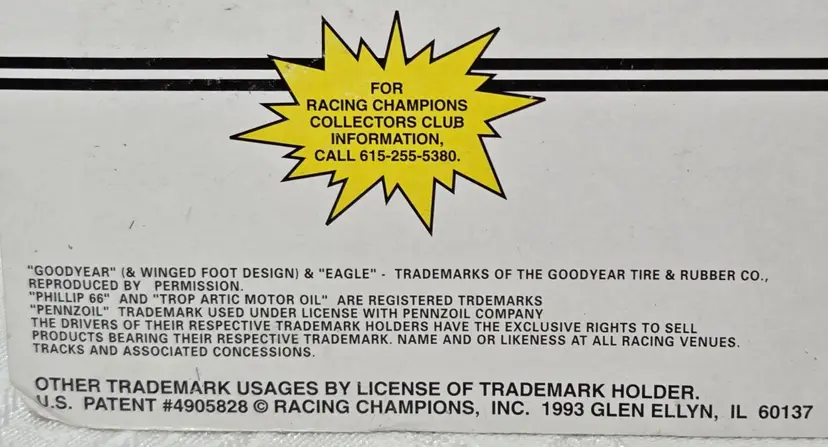 FOR
RACING CHAMPIONS
COLLECTORS CLUB
INFORMATION,
CALL 615-255-5380.
"GOODYEAR" (& WINGED FOOT DESIGN) & "EAGLE" - TRADEMARKS OF THE GOODYEAR TIRE & RUBBER CO.,
REPRODUCED BY PERMISSION.
"PHILLIP 66" AND "TROP ARTIC MOTOR OIL" ARE REGISTERED TRDEMARKS
"PENNZOIL" TRADEMARK USED UNDER LICENSE WITH PENNZOIL COMPANY
THE DRIVERS OF THEIR RESPECTIVE TRADEMARK HOLDERS HAVE THE EXCLUSIVE RIGHTS TO SELL
PRODUCTS BEARING THEIR RESPECTIVE TRADEMARK. NAME AND OR LIKENESS AT ALL RACING VENUES.
TRACKS AND ASSOCIATED CONCESSIONS.
OTHER TRADEMARK USAGES BY LICENSE OF TRADEMARK HOLDER.
U.S. PATENT #4905828 © RACING CHAMPIONS, INC. 1993 GLEN ELLYN, IL 60137